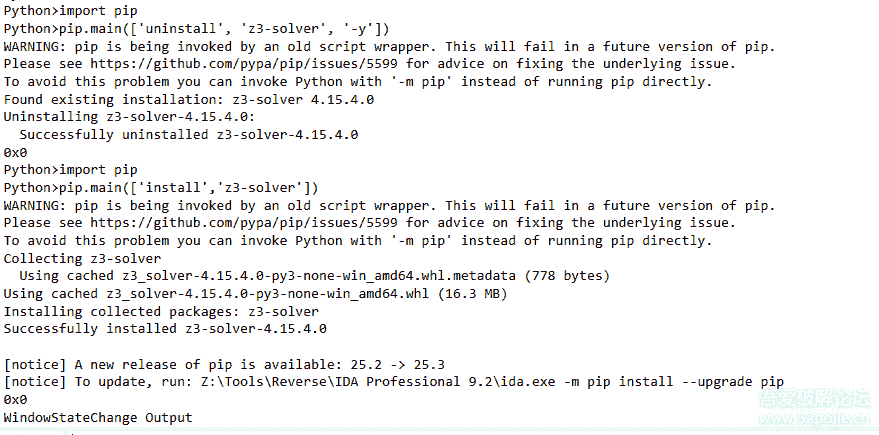 Python>import pip
Python>pip.main(['uninstall', 'z3-solver', '-y'])
WARNING: pip is being invoked by an old script wrapper. This will fail in a future version of pip.
Please see https://github.com/pypa/pip/issues/5599 for advice on fixing the underlying issue.
To avoid this problem you can invoke Python with '-m pip' instead of running pip directly.
Found existing installation: z3-solver 4.15.4.0
Uninstalling z3-solver-4.15.4.0:
  Successfully uninstalled z3-solver-4.15.4.0
0x0
Python>import pip
Python>pip.main(['install','z3-solver'])
WARNING: pip is being invoked by an old script wrapper. This will fail in a future version of pip.
Please see https://github.com/pypa/pip/issues/5599 for advice on fixing the underlying issue.
To avoid this problem you can invoke Python with '-m pip' instead of running pip directly.
Collecting z3-solver
  Using cached z3_solver-4.15.4.0-py3-none-win_amd64.whl.metadata (778 bytes)
Using cached z3_solver-4.15.4.0-py3-none-win_amd64.whl (16.3 MB)
Installing collected packages: z3-solver
Successfully installed z3-solver-4.15.4.0
[notice] A new release of pip is available: 25.2 -> 25.3
[notice] To update, run: Z:\Tools\Reverse\IDA Professional 9.2\ida.exe -m pip install --upgrade pip
0x0
WindowStateChange Output
吾爱破解论坛
www.52pojie.cn